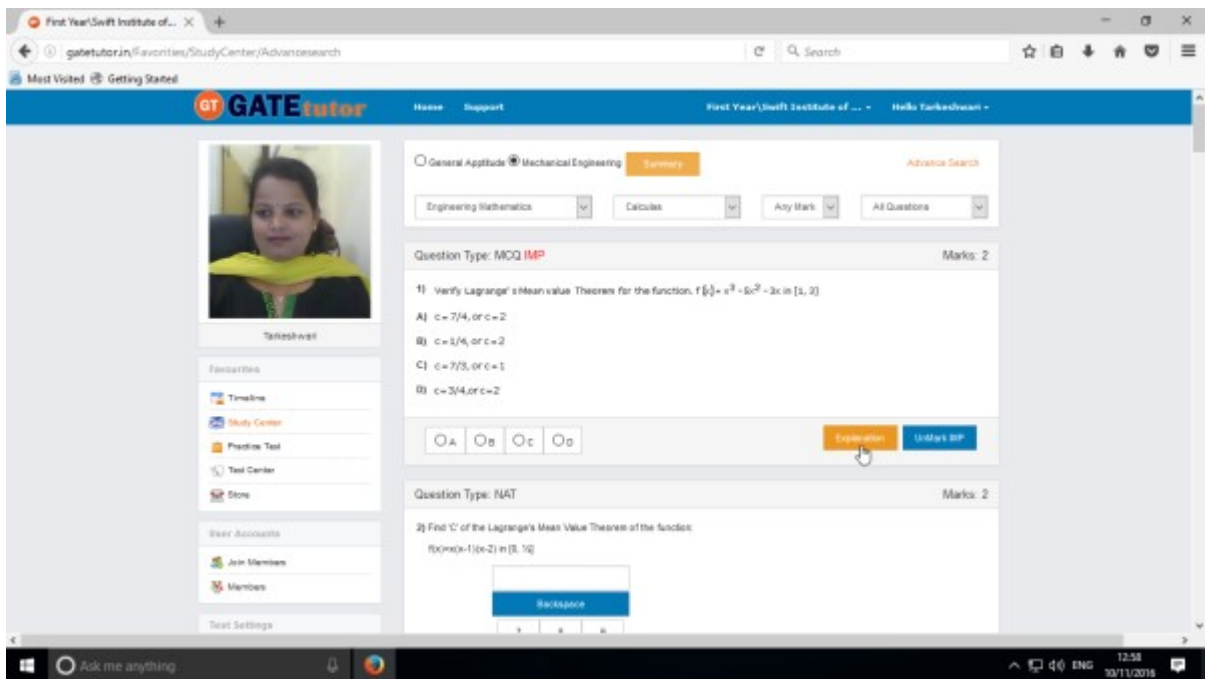 First Year\Swift Institute of...
gatetutor.in/Favorities/StudyCenter/Advancesearch
Search
Most Visited Getting Started
GT GATEtutor Home Support First Year\Swift Institute of ... Hello Tarkeshwari
General Apptitude Mechanical Engineering Summary Advance Search
Engineering Mathematics Calculas Any Mark All Questions
Question Type: MCQ IMP Marks: 2
1) Verify Lagrange's Mean value Theorem for the function. f(x)= x³ -5x² -3x in [1, 3]
A) c=7/4, or c=2
B) c=1/4, or c=2
C) c=7/3, or c=1
D) c=3/4,or c=2
A B C D Explanation UnMark IMP
Question Type: NAT Marks: 2
2) Find 'C' of the Lagrange's Mean Value Theorem of the function:
f(x)=x(x-1)(x-2) in [0, ½]
Backspace
7 8 9
Tarkeshwari
Favourites
Timeline
Study Center
Practice Test
Test Center
Store
User Accounts
Join Members
Members
Test Settings
Ask me anything
ENG
12:58
10/11/2016